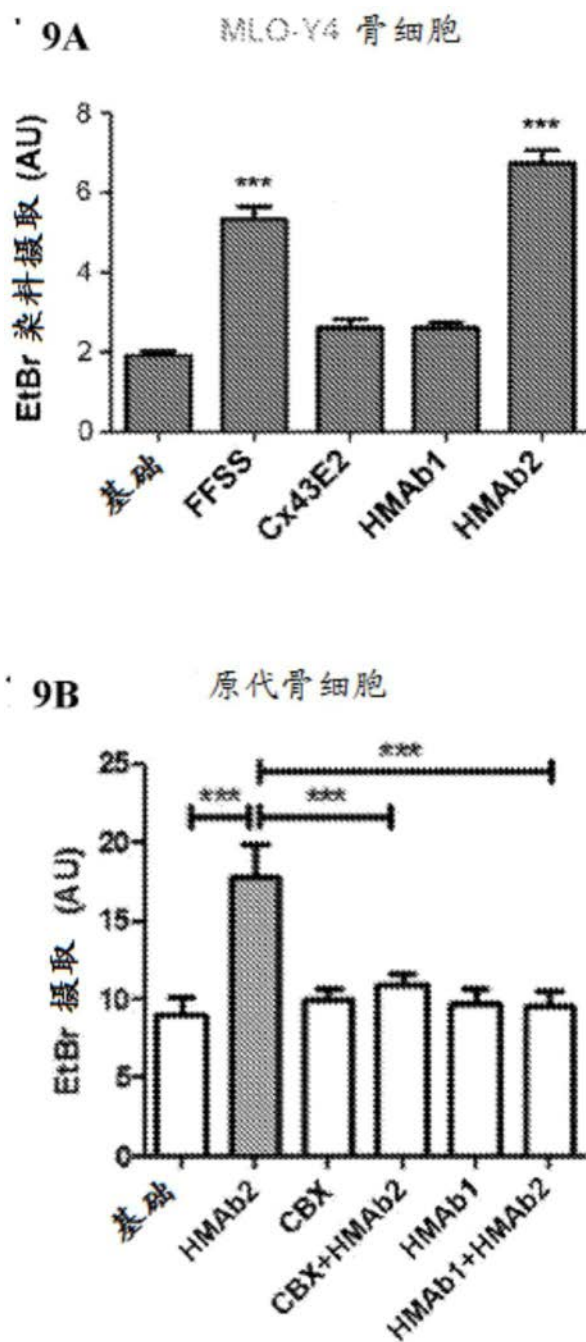 9A
MLO-Y4 骨细胞
EtBr 染料摄取 (AU)
8
6
4
2
0
***
***
基础
FFSS
Cx43E2
HMAb1
HMAb2
9B
原代骨细胞
EtBr 摄取 (AU)
25
20
15
10
5
0
***
***
***
基础
HMAb2
CBX
CBX+HMAb2
HMAb1
HMAb1+HMAb2